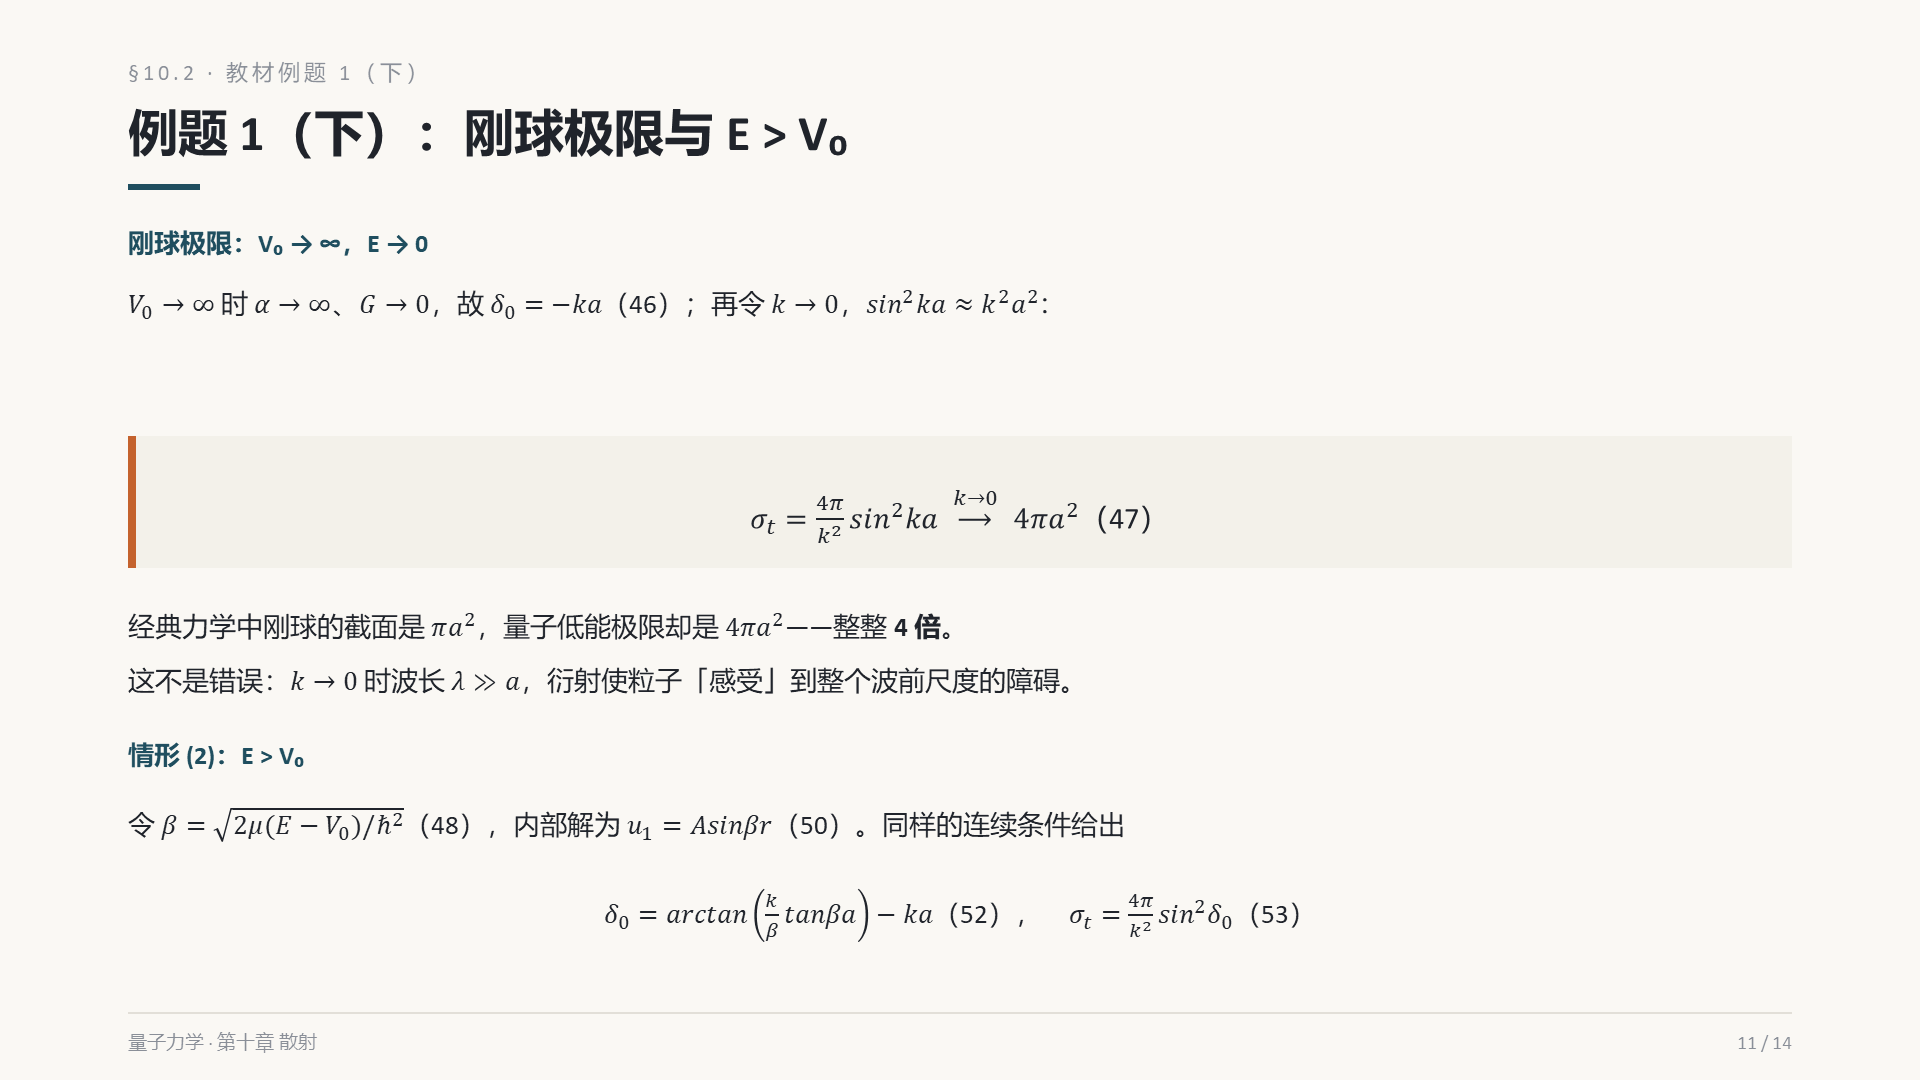 §10.2 · 教材例题 1（下）
例题 1（下）：刚球极限与 E > V₀
刚球极限：V₀ → ∞，E → 0
V₀ → ∞ 时 α → ∞、G → 0，故 δ₀ = −ka（46）；再令 k → 0，sin²ka ≈ k²a²：
σₜ = 4π/k² sin²ka ⟶ᵏ→⁰ 4πa²（47）
经典力学中刚球的截面是 πa²，量子低能极限却是 4πa²——整整 4 倍。
这不是错误：k → 0 时波长 λ ≫ a，衍射使粒子「感受」到整个波前尺度的障碍。
情形 (2)：E > V₀
令 β = √(2μ(E − V₀)/ℏ²)（48），内部解为 u₁ = Asinβr（50）。同样的连续条件给出
δ₀ = arctan(k/β tanβa) − ka（52）， σₜ = 4π/k² sin²δ₀（53）
量子力学 · 第十章 散射
11 / 14